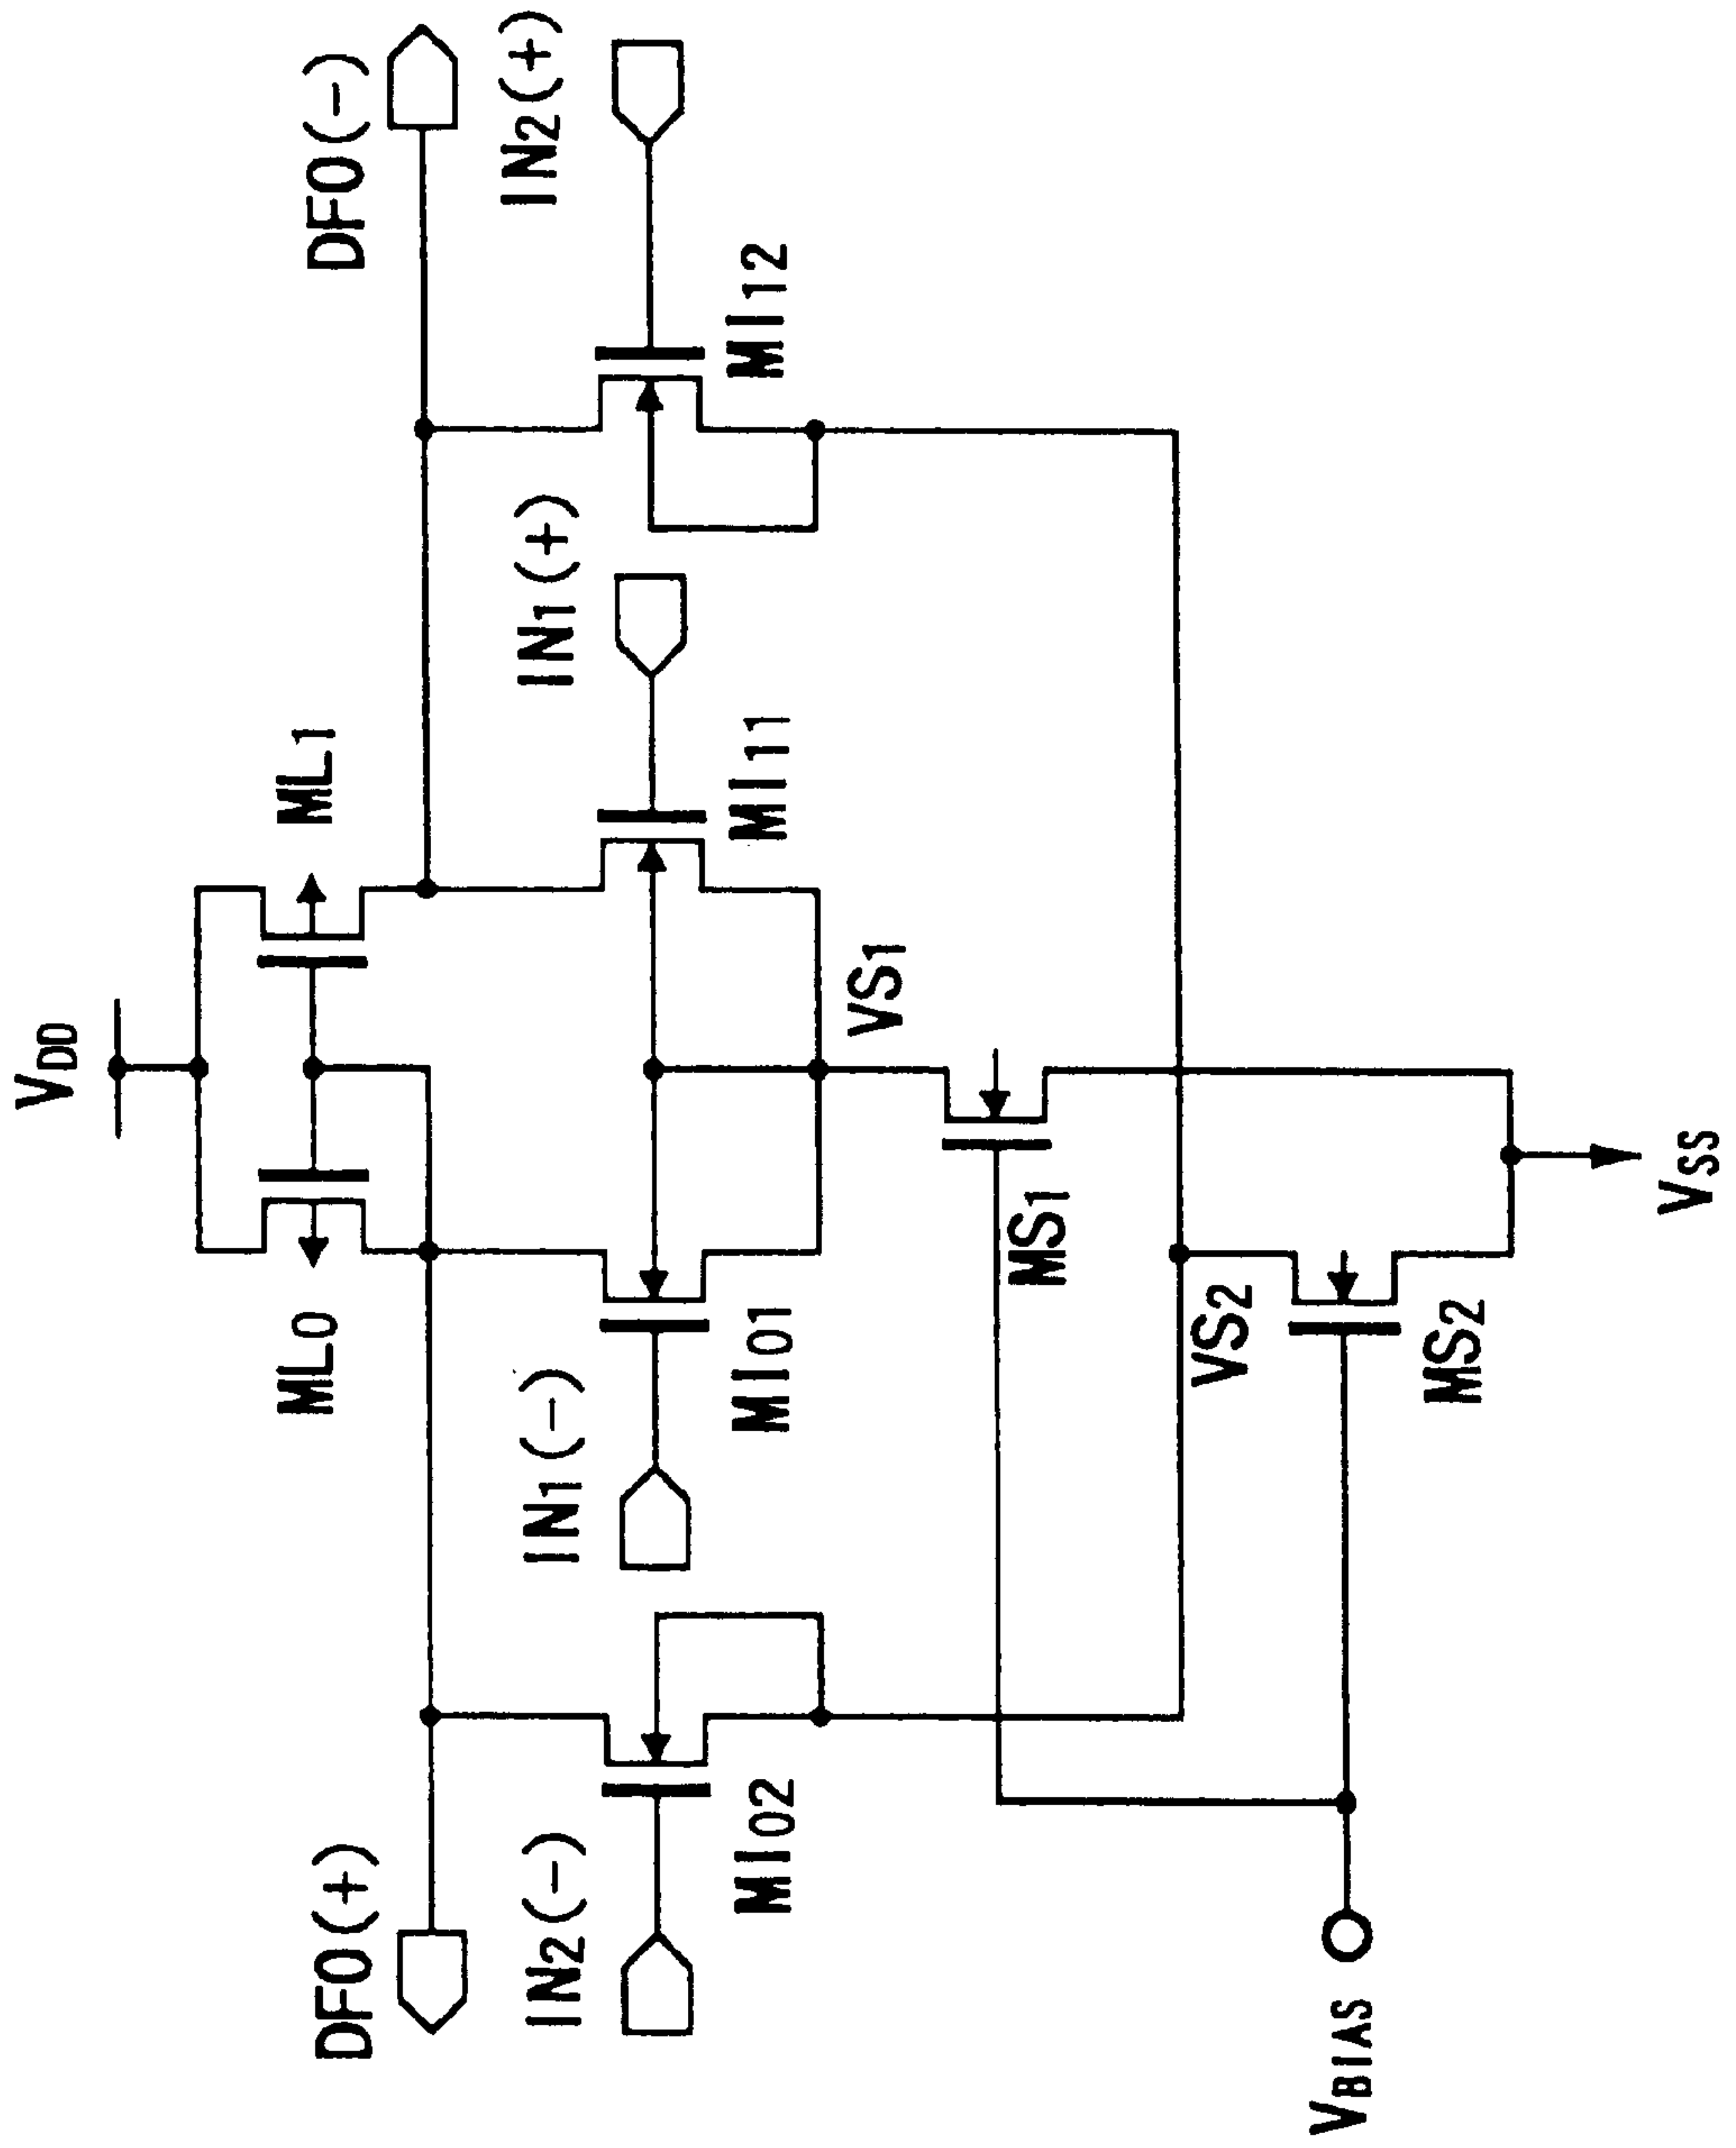 VDD
ML0
ML1
DFO(+)
DFO(-)
IN2(-)
IN1(-)
IN1(+)
IN2(+)
MI02
MI01
MI11
MI12
VS1
MS1
VS2
MS2
VBIAS
VSS